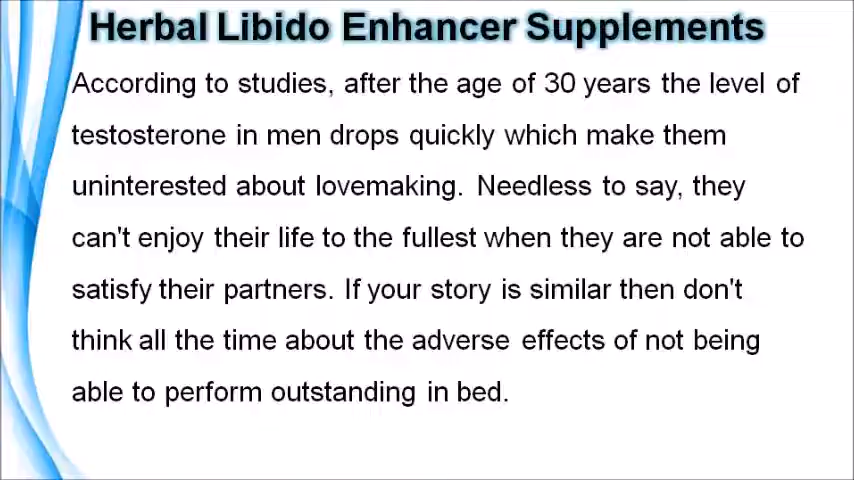 Herbal Libido Enhancer Supplements
According to studies, after the age of 30 years the level of
testosterone in men drops quickly which make them
uninterested about lovemaking. Needless to say, they
can't enjoy their life to the fullest when they are not able to
satisfy their partners. If your story is similar then don't
think all the time about the adverse effects of not being
able to perform outstanding in bed.